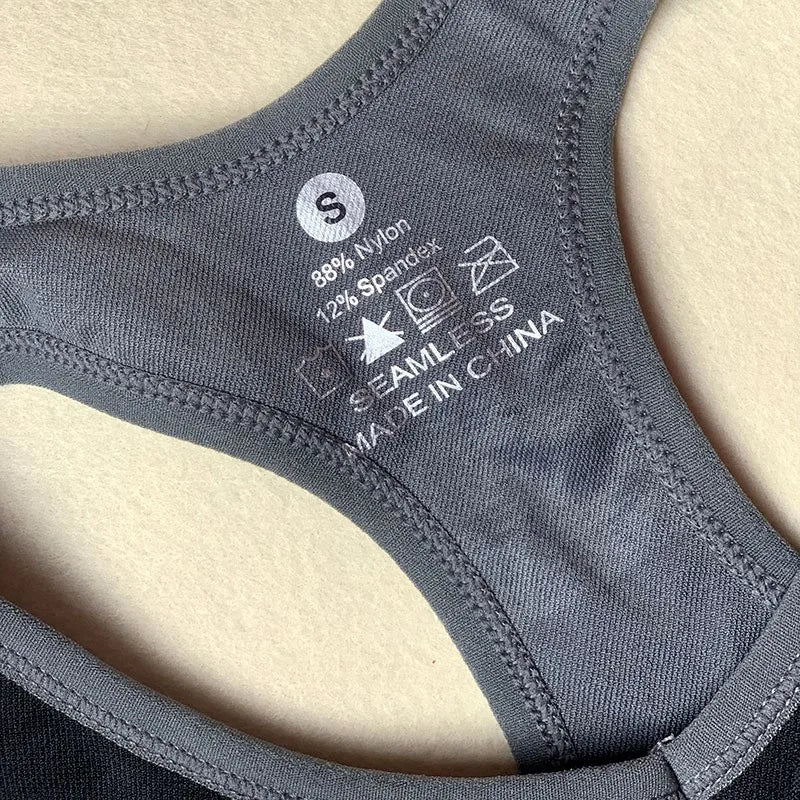 S
88% Nylon
12% Spandex
SEAMLESS
MADE IN CHINA